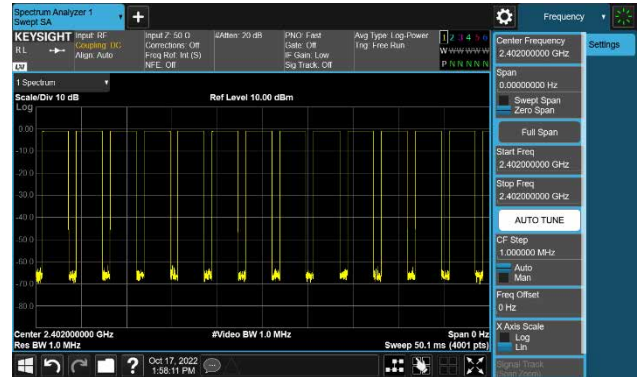 Spectrum Analyzer 1
Swept SA
+
Frequency
KEYSIGHT
Input: RF
Input Z: 50 Ω
#Atten: 20 dB
PNO: Fast
Avg Type: Log-Power
1 2 3 4 5 6
RL
Coupling: DC
Corrections: Off
Gate: Off
Trig: Free Run
Align: Auto
Freq Ref: Int (S)
IF Gain: Low
W W W W W W
NFE: Off
Sig Track: Off
P N N N N N
1 Spectrum
Scale/Div 10 dB
Ref Level 10.00 dBm
Log
0.00
-10.0
-20.0
-30.0
-40.0
-50.0
-60.0
-70.0
-80.0
Center 2.402000000 GHz
#Video BW 1.0 MHz
Span 0 Hz
Res BW 1.0 MHz
Sweep 50.1 ms (4001 pts)
Oct 17, 2022
1:58:11 PM
Center Frequency
2.402000000 GHz
Settings
Span
0.00000000 Hz
Swept Span
Zero Span
Full Span
Start Freq
2.402000000 GHz
Stop Freq
2.402000000 GHz
AUTO TUNE
CF Step
1.000000 MHz
Auto
Man
Freq Offset
0 Hz
X Axis Scale
Log
Lin
Signal Track
(Span Zoom)